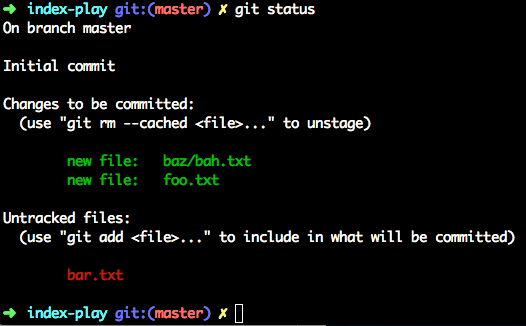 ➜ index-play git:(master) ✗ git status
On branch master
Initial commit
Changes to be committed:
(use "git rm --cached <file>..." to unstage)
new file: baz/bah.txt
new file: foo.txt
Untracked files:
(use "git add <file>..." to include in what will be committed)
bar.txt
➜ index-play git:(master) ✗